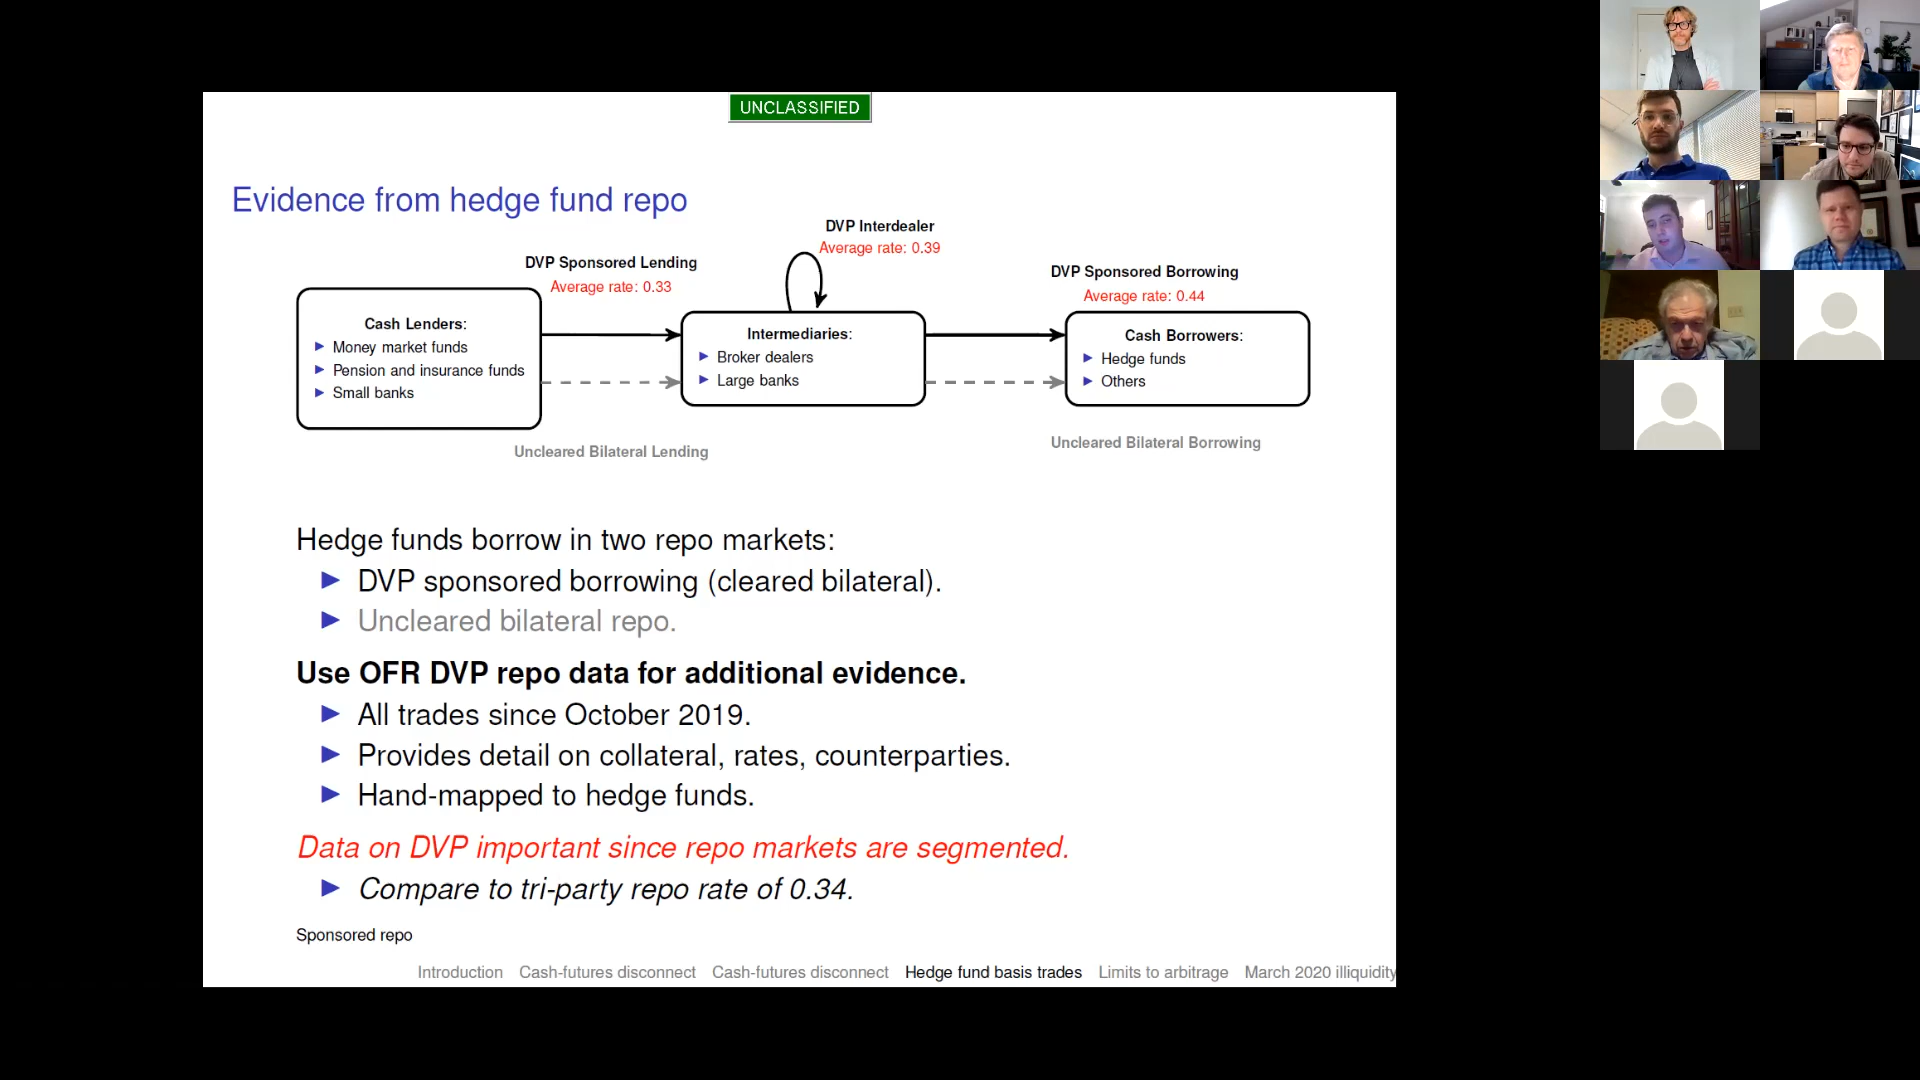 UNCLASSIFIED
Evidence from hedge fund repo
DVP Interdealer
Average rate: 0.39
DVP Sponsored Lending
Average rate: 0.33
DVP Sponsored Borrowing
Average rate: 0.44
Cash Lenders:
▶ Money market funds
▶ Pension and insurance funds
▶ Small banks
Intermediaries:
▶ Broker dealers
▶ Large banks
Cash Borrowers:
▶ Hedge funds
▶ Others
Uncleared Bilateral Lending
Uncleared Bilateral Borrowing
Hedge funds borrow in two repo markets:
▶ DVP sponsored borrowing (cleared bilateral).
▶ Uncleared bilateral repo.
Use OFR DVP repo data for additional evidence.
▶ All trades since October 2019.
▶ Provides detail on collateral, rates, counterparties.
▶ Hand-mapped to hedge funds.
Data on DVP important since repo markets are segmented.
▶ Compare to tri-party repo rate of 0.34.
Sponsored repo
Introduction Cash-futures disconnect Cash-futures disconnect Hedge fund basis trades Limits to arbitrage March 2020 illiquidity